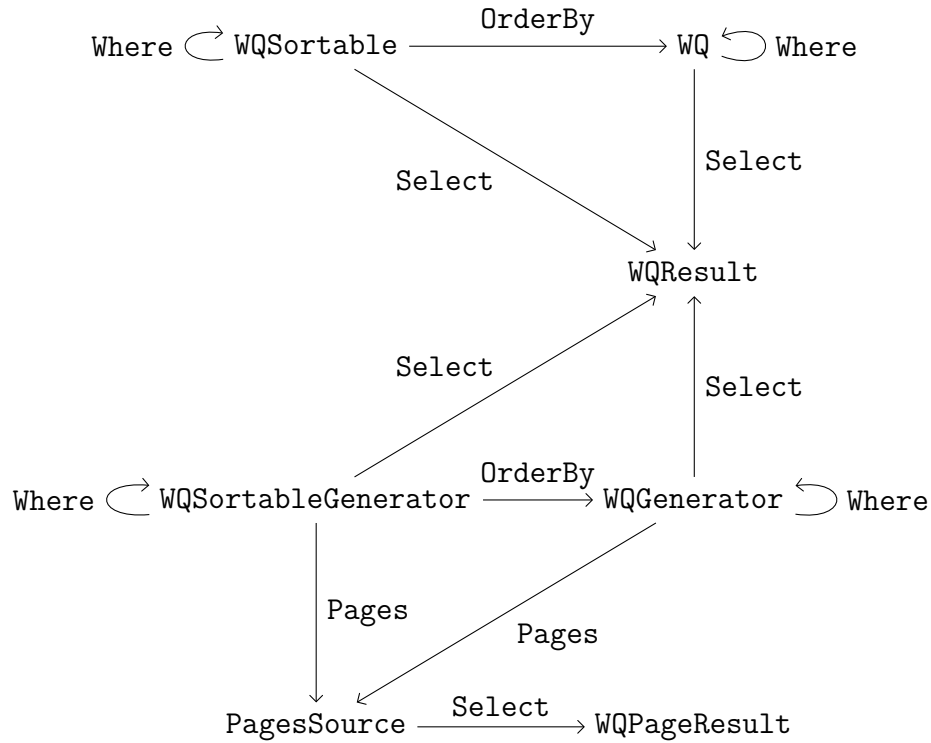 OrderBy
Where WQSortable WQ Where
Select
Select
WQResult
Select
Select
OrderBy
Where WQSortableGenerator WQGenerator Where
Pages
Pages
Select
PagesSource WQPageResult